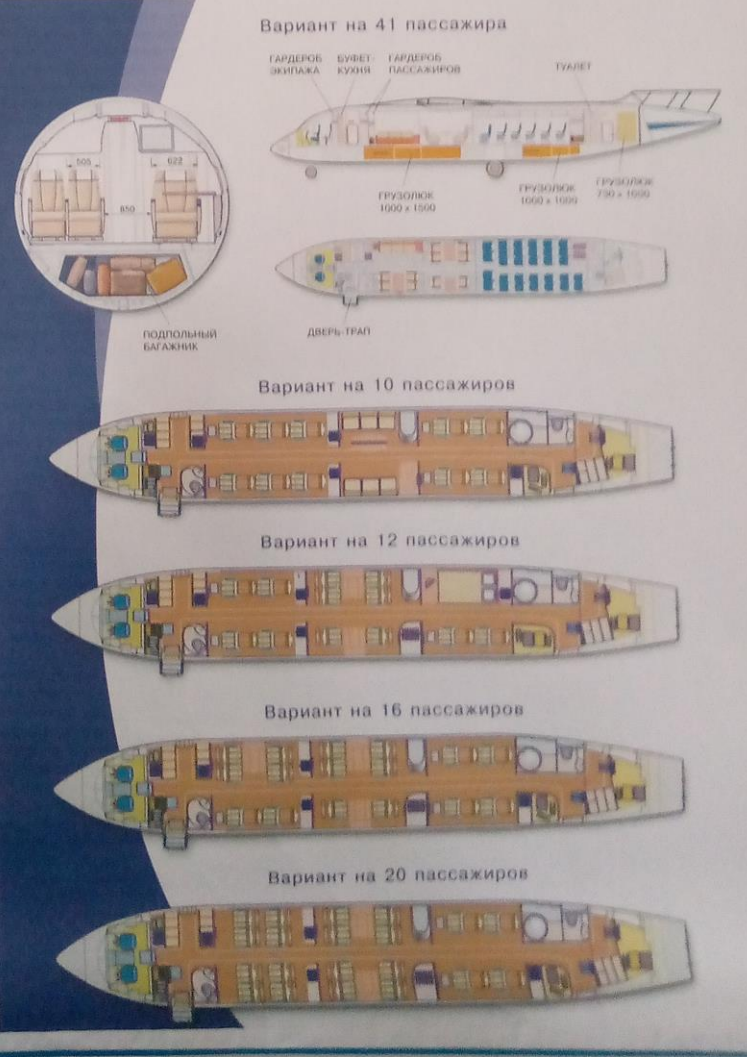 Вариант на 41 пассажира
ГАРДЕРОБ
ЭКИПАЖА
БУФЕТ-
КУХНЯ
ГАРДЕРОБ
ПАССАЖИРОВ
ТУАЛЕТ
505
622
850
ГРУЗОЛЮК
1000 x 1500
ГРУЗОЛЮК
1000 x 1000
ГРУЗОЛЮК
750 x 1000
ПОДПОЛЬНЫЙ
БАГАЖНИК
ДВЕРЬ-ТРАП
Вариант на 10 пассажиров
Вариант на 12 пассажиров
Вариант на 16 пассажиров
Вариант на 20 пассажиров